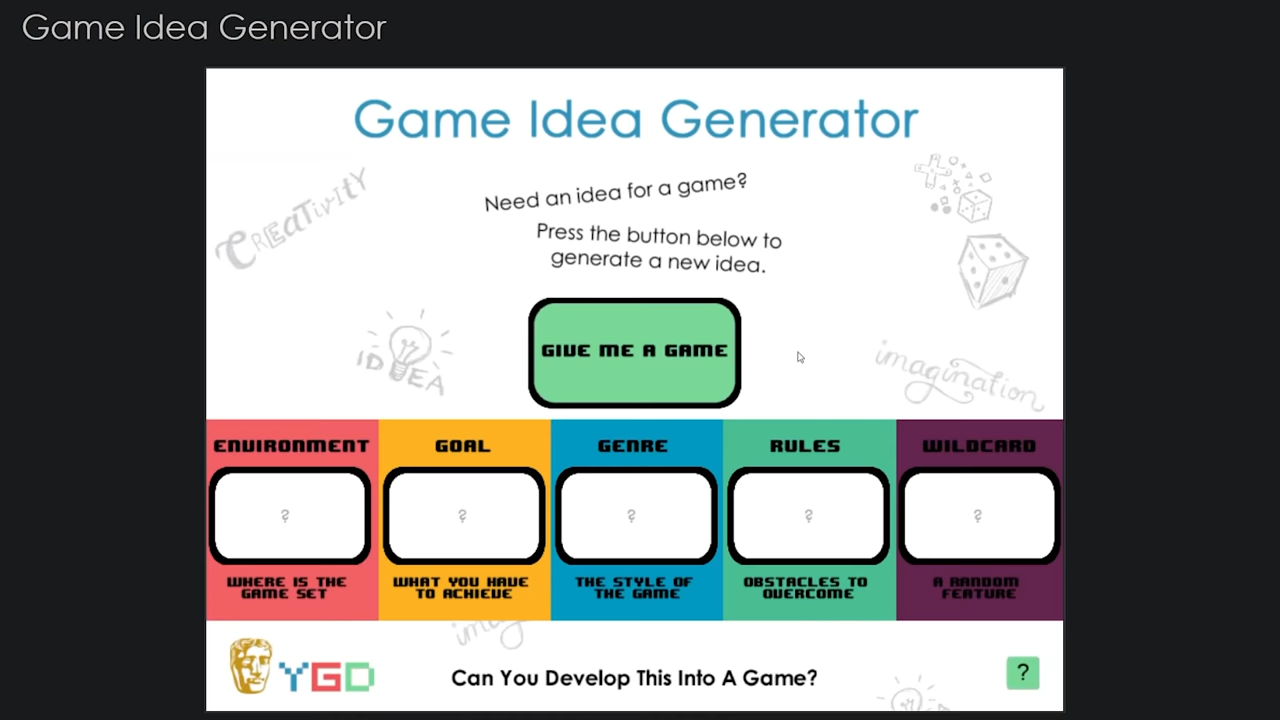 Game Idea Generator
Game Idea Generator
CREATIVITY
Need an idea for a game?
Press the button below to
generate a new idea.
IDEA
GIVE ME A GAME
imagination
ENVIRONMENT
GOAL
GENRE
RULES
WILDCARD
?
?
?
?
?
WHERE IS THE
GAME SET
WHAT YOU HAVE
TO ACHIEVE
THE STYLE OF
THE GAME
OBSTACLES TO
OVERCOME
A RANDOM
FEATURE
YGD
Can You Develop This Into A Game?
?